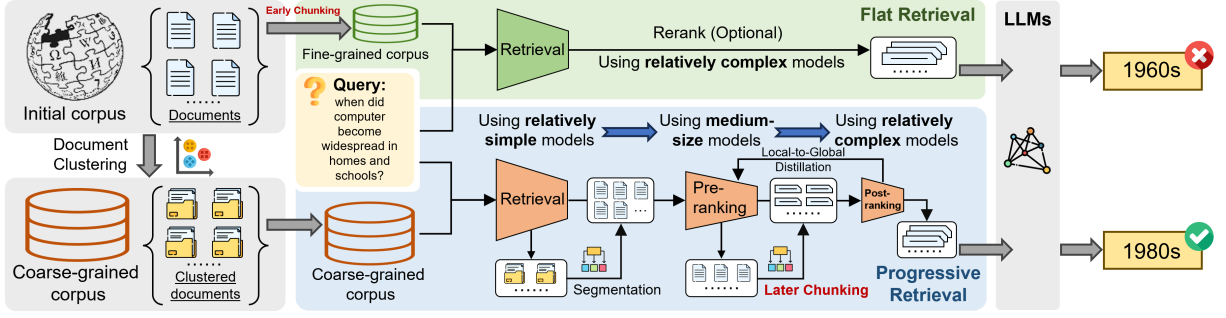 Initial corpus
Documents
Early Chunking
Fine-grained corpus
Query:
when did
computer
become
widespread in
homes and
schools?
Retrieval
Rerank (Optional)
Using relatively complex models
Flat Retrieval
LLMs
1960s
Document
Clustering
Coarse-grained
corpus
Clustered
documents
Coarse-grained
corpus
Using relatively
simple models
Using medium-
size models
Using relatively
complex models
Retrieval
Segmentation
Pre-
ranking
Local-to-Global
Distillation
Later Chunking
Post-
ranking
Progressive
Retrieval
1980s